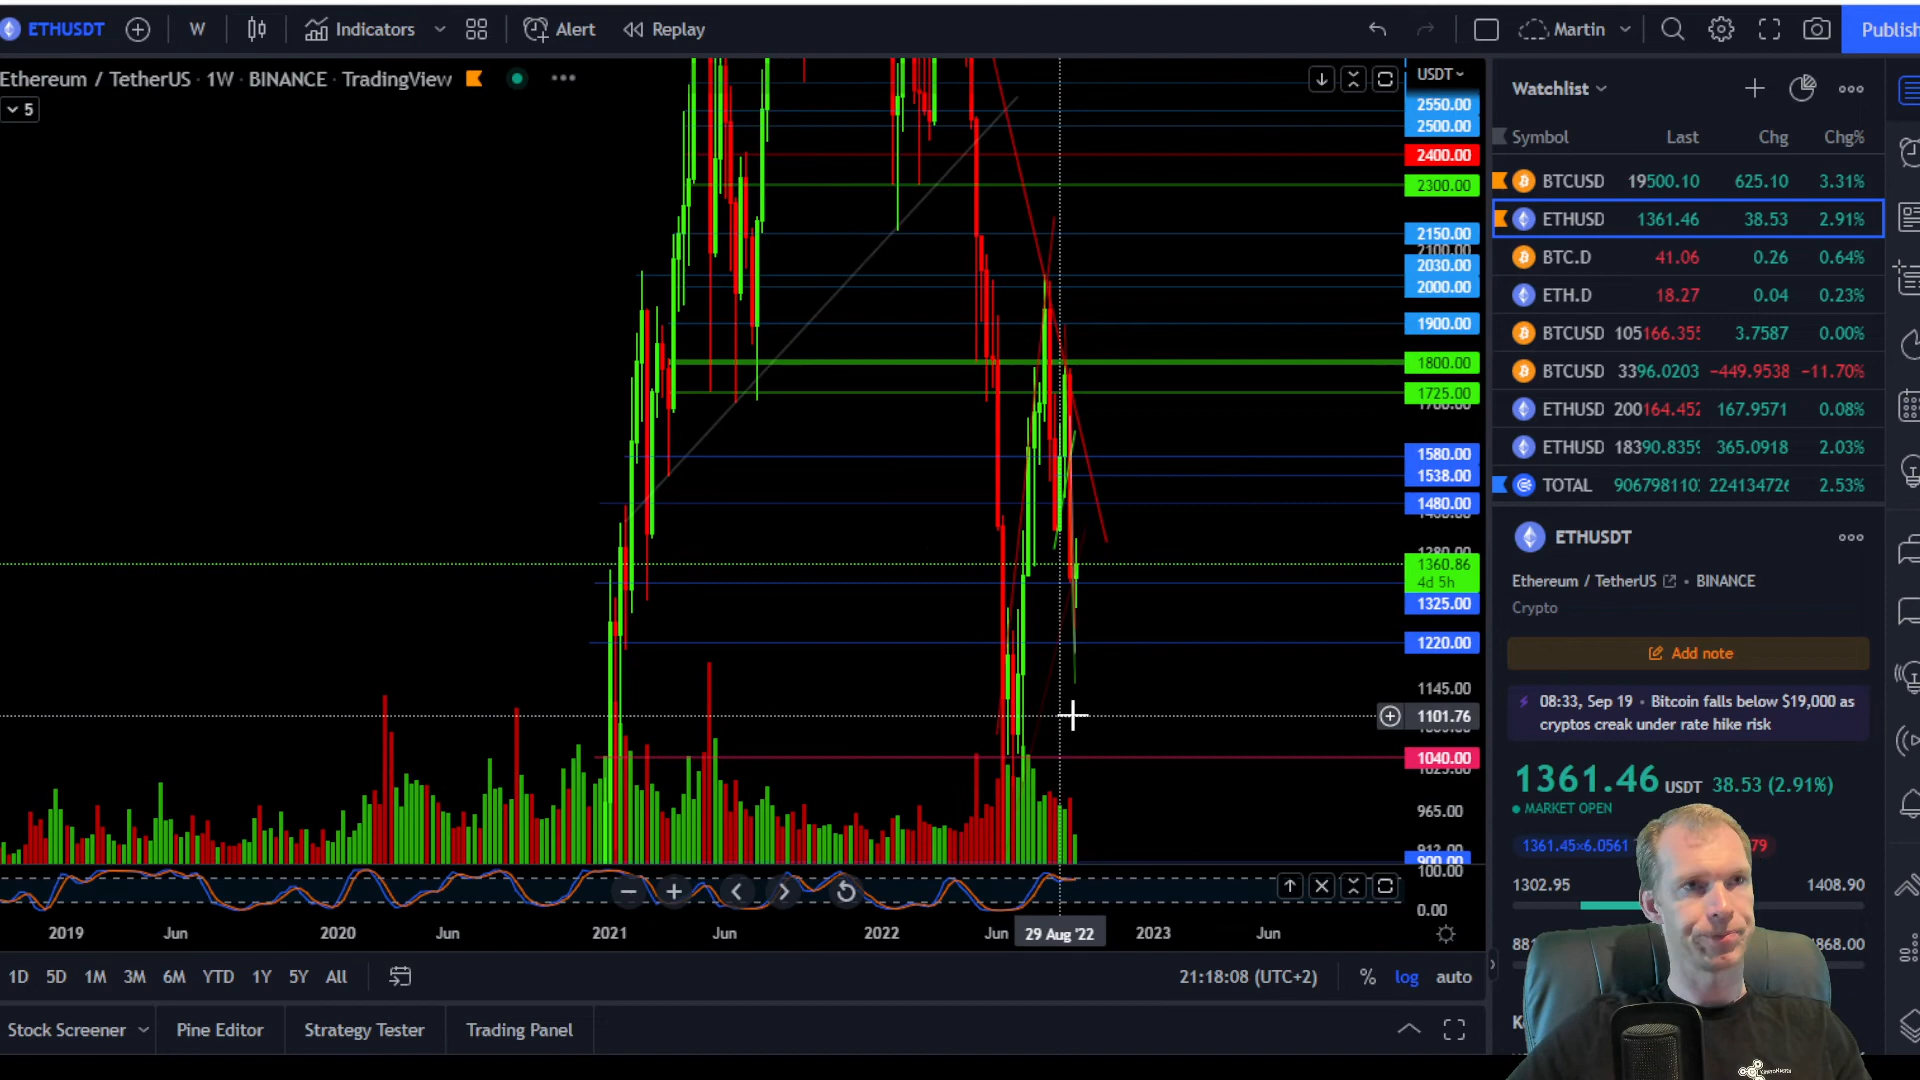 ETHUSDT W Indicators Alert Replay Martin Publish
Ethereum / TetherUS · 1W · BINANCE · TradingView
5
USDT
2550.00
2500.00
2400.00
2300.00
2150.00
2030.00
2000.00
1900.00
1800.00
1725.00
1580.00
1538.00
1480.00
1360.86
4d 5h
1325.00
1220.00
1145.00
1101.76
1040.00
965.00
900.00
100.00
0.00
2019 Jun 2020 Jun 2021 Jun 2022 Jun 29 Aug '22 2023 Jun
1D 5D 1M 3M 6M YTD 1Y 5Y All
21:18:08 (UTC+2) % log auto
Stock Screener Pine Editor Strategy Tester Trading Panel
Watchlist
Symbol Last Chg Chg%
BTCUSD 19500.10 625.10 3.31%
ETHUSD 1361.46 38.53 2.91%
BTC.D 41.06 0.26 0.64%
ETH.D 18.27 0.04 0.23%
BTCUSD 105166.355 3.7587 0.00%
BTCUSD 3396.0203 −449.9538 −11.70%
ETHUSD 200164.452 167.9571 0.08%
ETHUSD 18390.8359 365.0918 2.03%
TOTAL 906798110 22413472 2.53%
ETHUSDT
Ethereum / TetherUS · BINANCE
Crypto
Add note
08:33, Sep 19 · Bitcoin falls below $19,000 as
cryptos creak under rate hike risk
1361.46 USDT 38.53 (2.91%)
MARKET OPEN
1361.45×6.0561 79
1302.95 1408.90
868.00